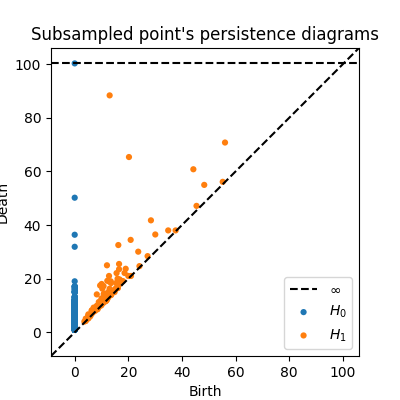 Subsampled point's persistence diagrams
100
80
60
40
20
0
Death
0 20 40 60 80 100
Birth
∞
H₀
H₁